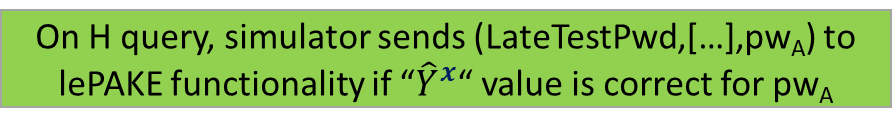 On H query, simulator sends (LateTestPwd,[…],pw_A) to
lePAKE functionality if “Ŷ^x“ value is correct for pw_A